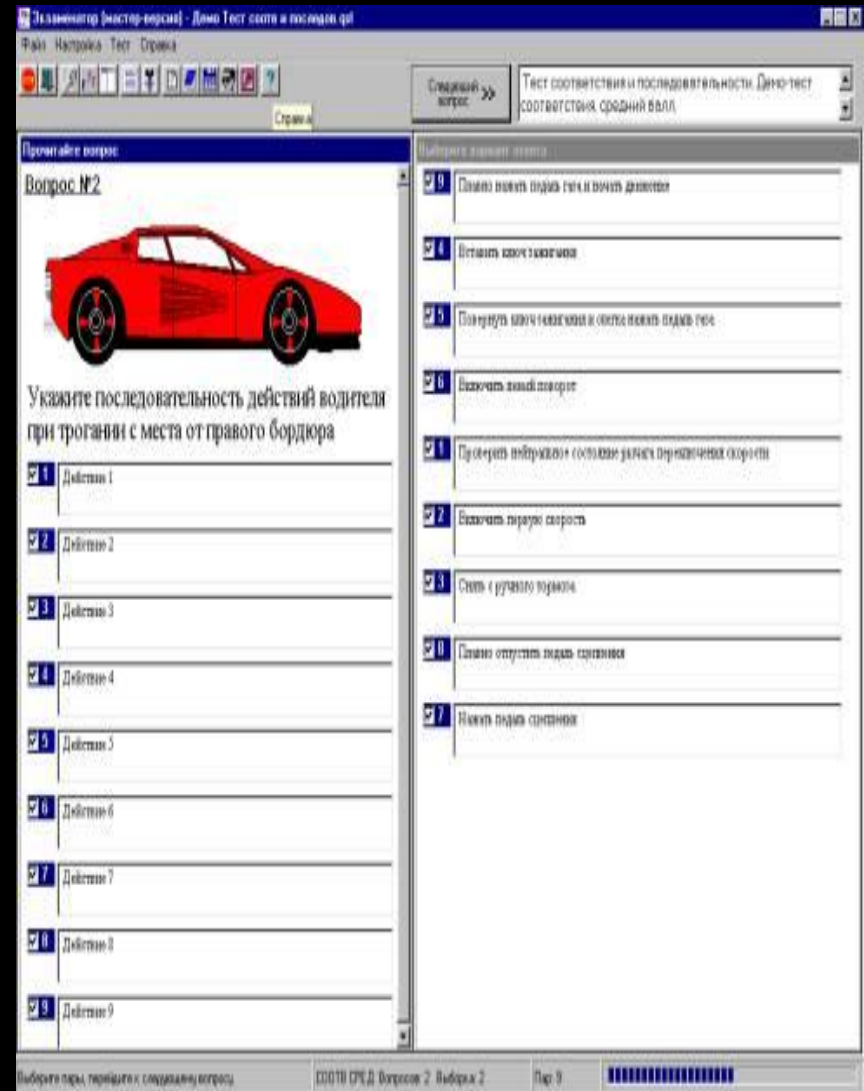 Экзаменатор [мастер-версия] - Демо Тест соотв и последов.qsf
Файл Настройка Тест Справка
Следующий вопрос >>
Тест соответствия и последовательности. Демо-тест
соответствия, средний балл,
Справка
Прочитайте вопрос
Вопрос №2
Укажите последовательность действий водителя
при трогании с места от правого бордюра
1 Действие 1
2 Действие 2
3 Действие 3
4 Действие 4
5 Действие 5
6 Действие 6
7 Действие 7
8 Действие 8
9 Действие 9
Выберите вариант ответа
9 Плавно нажать педаль газа и начать движение
4 Вставить ключ зажигания
5 Повернуть ключ зажигания и слегка нажать педаль газа
6 Включить левый поворот
1 Проверить нейтральное состояние рычага переключения скорости
2 Включить первую скорость
3 Снять с ручного тормоза
8 Плавно отпустить педаль сцепления
7 Нажать педаль сцепления
Выберите пары, перейдите к следующему вопросу
СООТВ СРЕД: Вопросов: 2 Выборка: 2
Пар: 9